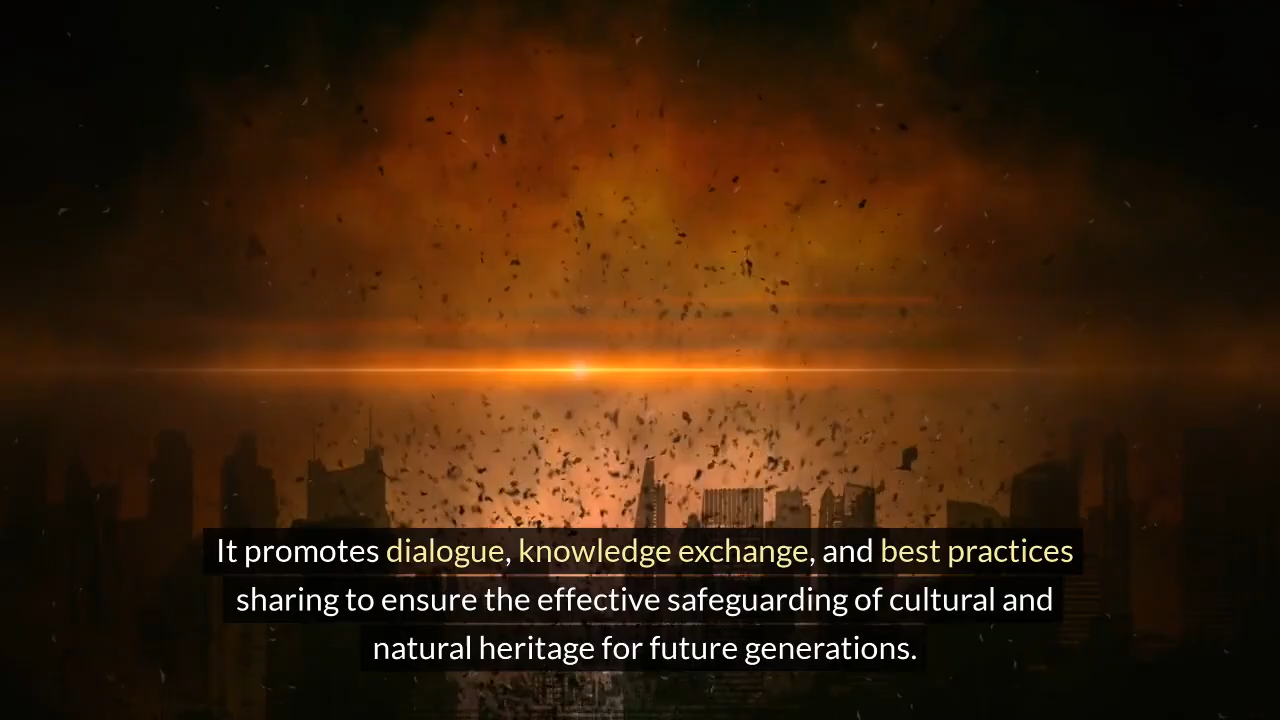 It promotes dialogue, knowledge exchange, and best practices
sharing to ensure the effective safeguarding of cultural and
natural heritage for future generations.